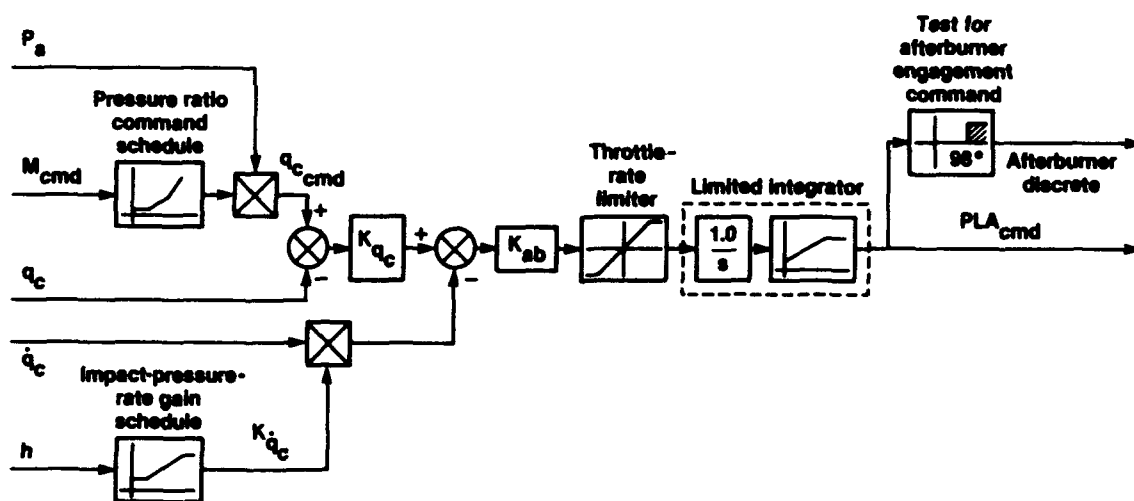 P_a
Pressure ratio
command
schedule
M_cmd
q_c_cmd
+
−
q_c
K_q_c
+
−
K_ab
Throttle-
rate
limiter
Limited integrator
1.0
s
Test for
afterburner
engagement
command
96°
Afterburner
discrete
PLA_cmd
q̇_c
Impact-pressure-
rate gain
schedule
h
K_q̇_c